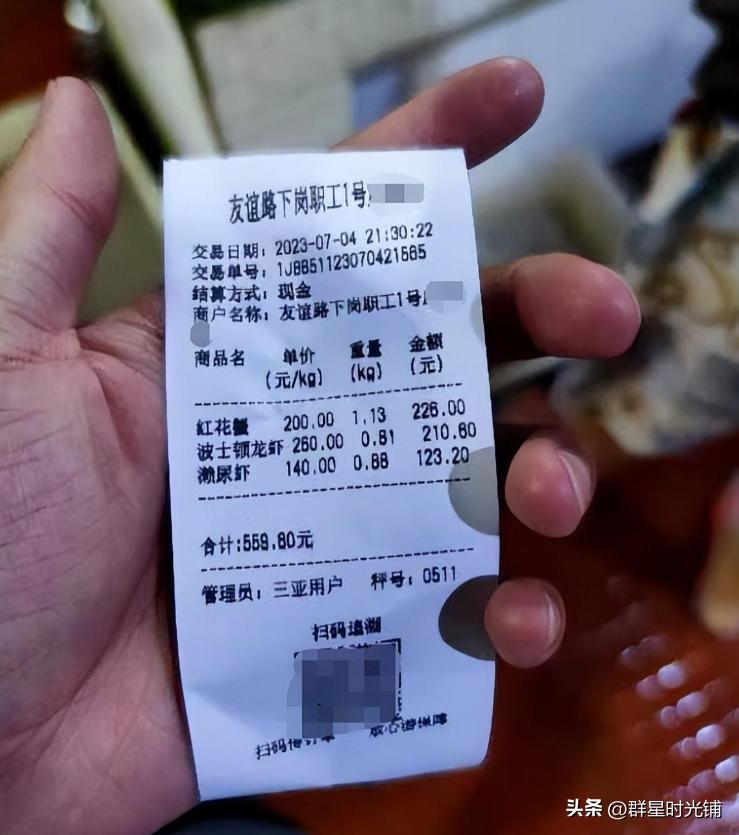 友谊路下岗职工1号
交易日期: 2023-07-04 21:30:22
交易单号: 1JBB51123070421565
结算方式: 现金
商户名称: 友谊路下岗职工1号
商品名 单价 重量 金額
(元/kg) (kg) (元)
紅花蟹 200.00 1.13 226.00
波士顿龙虾 260.00 0.81 210.60
濑尿虾 140.00 0.88 123.20
合计:559.80元
管理员: 三亚用户 秤号: 0511
扫码追溯
头条 @群星时光铺